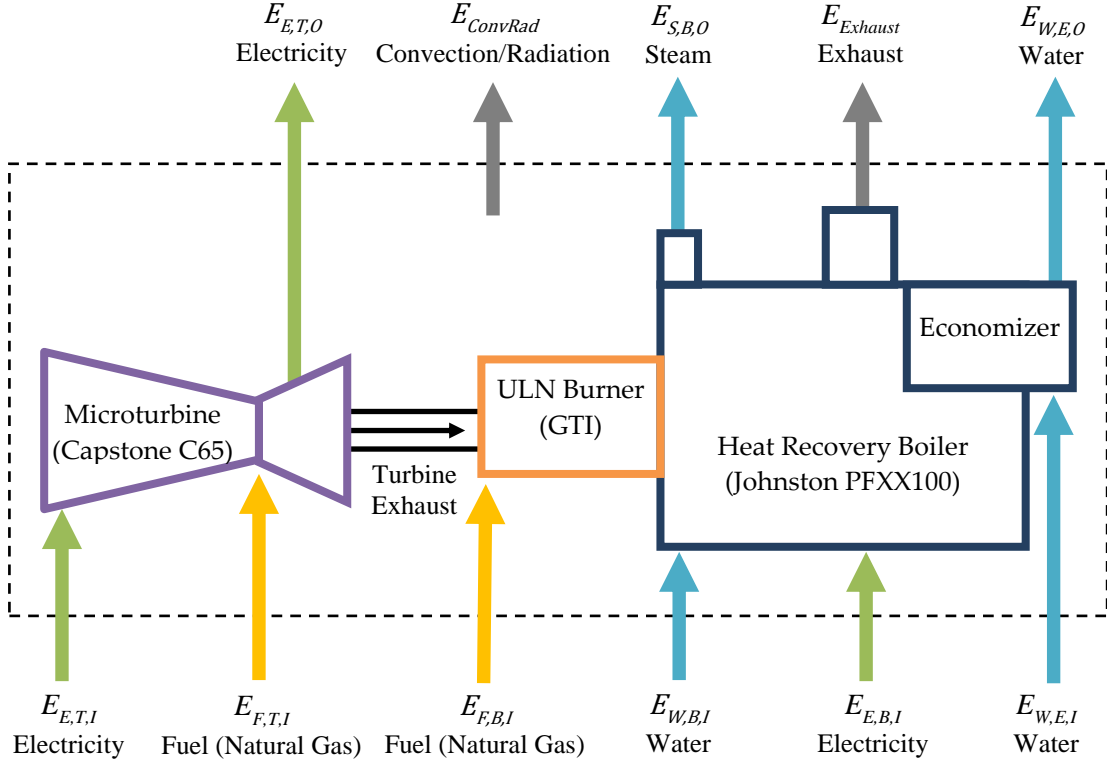 E_{E,T,O}
Electricity
E_{ConvRad}
Convection/Radiation
E_{S,B,O}
Steam
E_{Exhaust}
Exhaust
E_{W,E,O}
Water
Microturbine
(Capstone C65)
Turbine
Exhaust
ULN Burner
(GTI)
Economizer
Heat Recovery Boiler
(Johnston PFXX100)
E_{E,T,I}
Electricity
E_{F,T,I}
Fuel (Natural Gas)
E_{F,B,I}
Fuel (Natural Gas)
E_{W,B,I}
Water
E_{E,B,I}
Electricity
E_{W,E,I}
Water